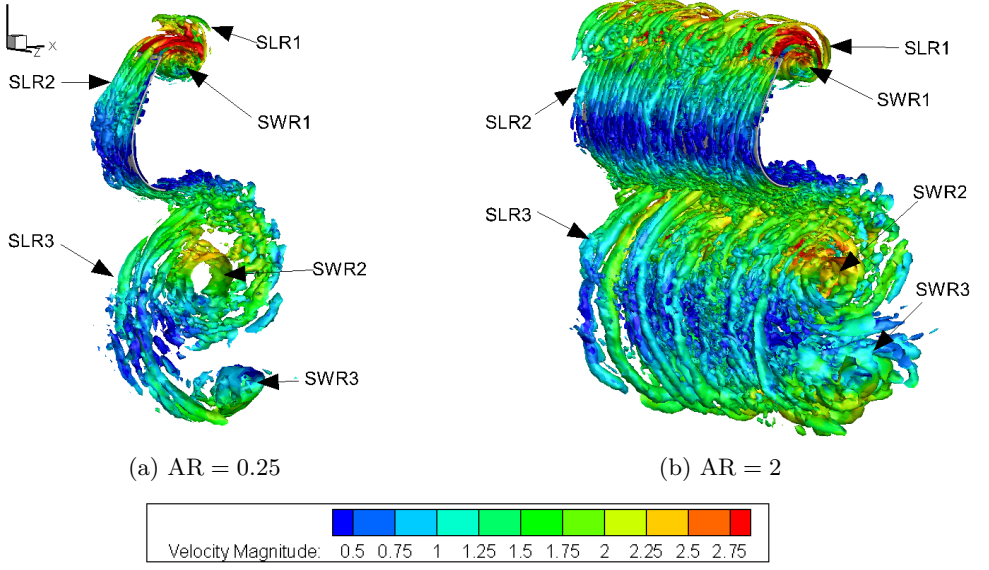 SLR1
SLR2
SWR1
SLR3
SWR2
SWR3
Z X
(a) AR = 0.25
SLR1
SWR1
SLR2
SWR2
SLR3
SWR3
(b) AR = 2
Velocity Magnitude: 0.5 0.75 1 1.25 1.5 1.75 2 2.25 2.5 2.75